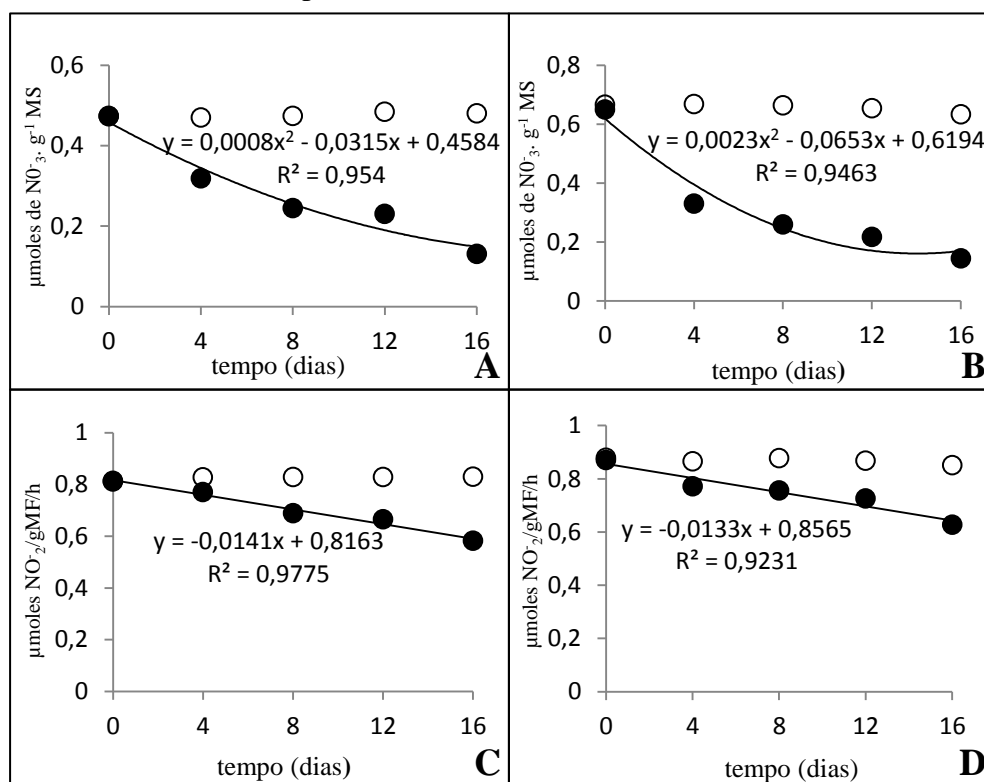 0,6
0,4
0,2
0
µmoles de N0⁻₃. g⁻¹ MS
y = 0,0008x² - 0,0315x + 0,4584
R² = 0,954
0 4 8 12 16
tempo (dias)
A
0,8
0,6
0,4
0,2
0
µmoles de N0⁻₃. g⁻¹ MS
y = 0,0023x² - 0,0653x + 0,6194
R² = 0,9463
0 4 8 12 16
tempo (dias)
B
1
0,8
0,6
0,4
0,2
0
µmoles NO⁻₂/gMF/h
y = -0,0141x + 0,8163
R² = 0,9775
0 4 8 12 16
tempo (dias)
C
1
0,8
0,6
0,4
0,2
0
µmoles NO⁻₂/gMF/h
y = -0,0133x + 0,8565
R² = 0,9231
0 4 8 12 16
tempo (dias)
D